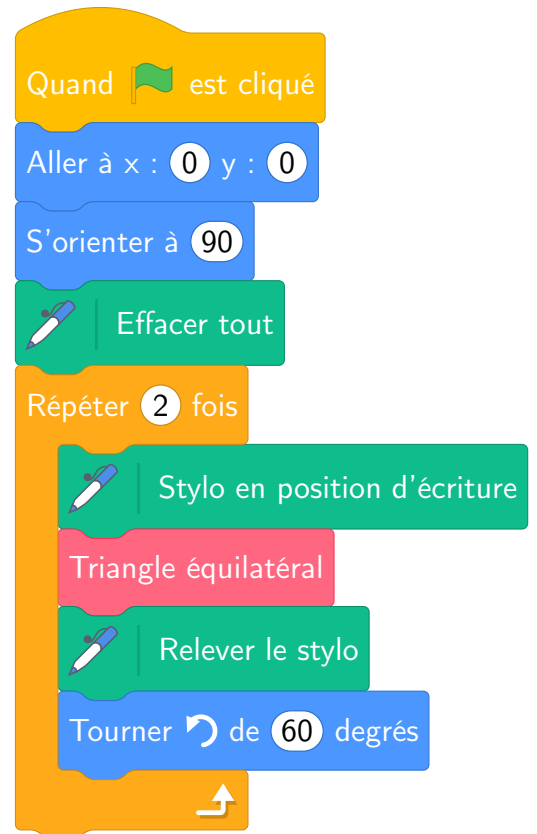 Quand est cliqué
Aller à x : 0 y : 0
S'orienter à 90
Effacer tout
Répéter 2 fois
Stylo en position d'écriture
Triangle équilatéral
Relever le stylo
Tourner de 60 degrés